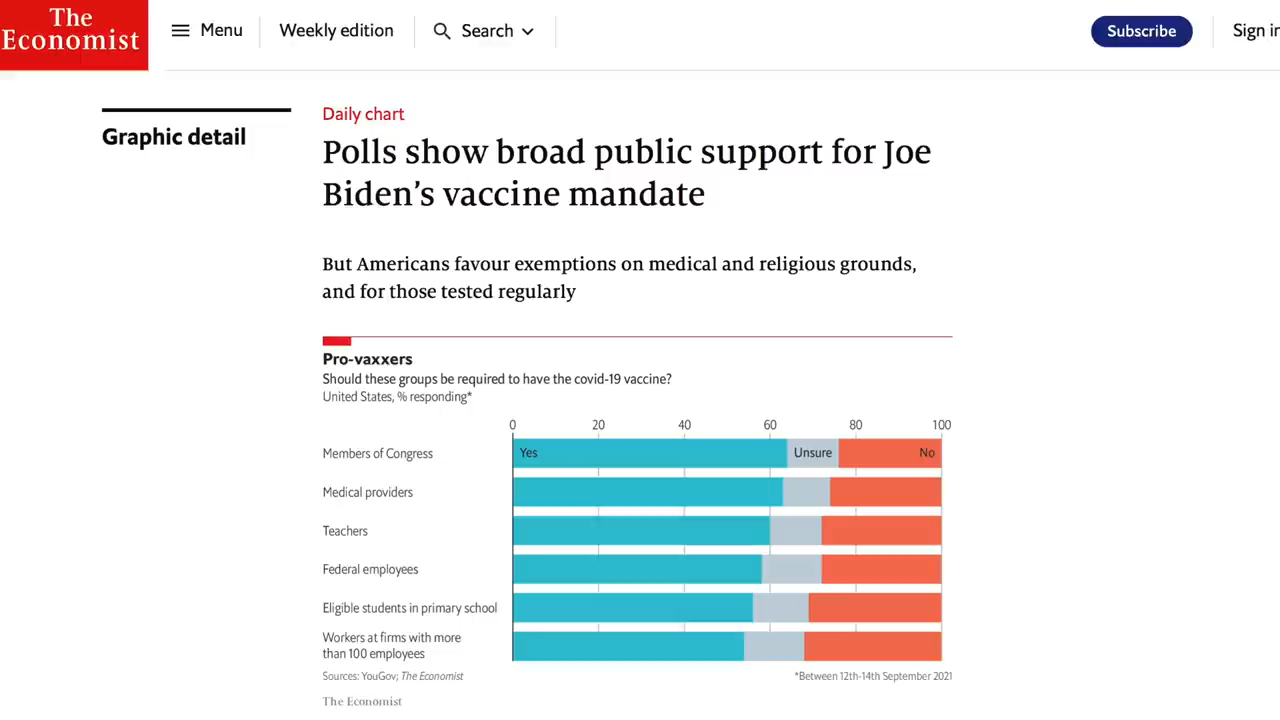 The
Economist
Menu
Weekly edition
Search
Subscribe
Sign in
Graphic detail
Daily chart
Polls show broad public support for Joe
Biden's vaccine mandate
But Americans favour exemptions on medical and religious grounds,
and for those tested regularly
Pro-vaxxers
Should these groups be required to have the covid-19 vaccine?
United States, % responding*
0 20 40 60 80 100
Members of Congress Yes Unsure No
Medical providers
Teachers
Federal employees
Eligible students in primary school
Workers at firms with more
than 100 employees
Sources: YouGov; The Economist
*Between 12th-14th September 2021
The Economist